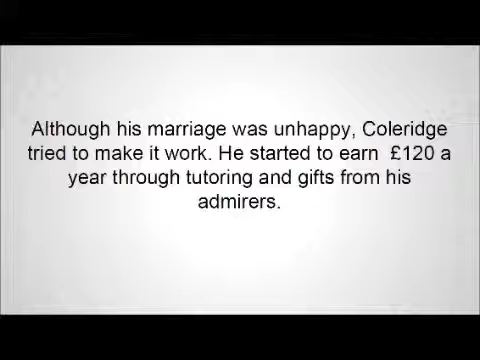 Although his marriage was unhappy, Coleridge
tried to make it work. He started to earn £120 a
year through tutoring and gifts from his
admirers.